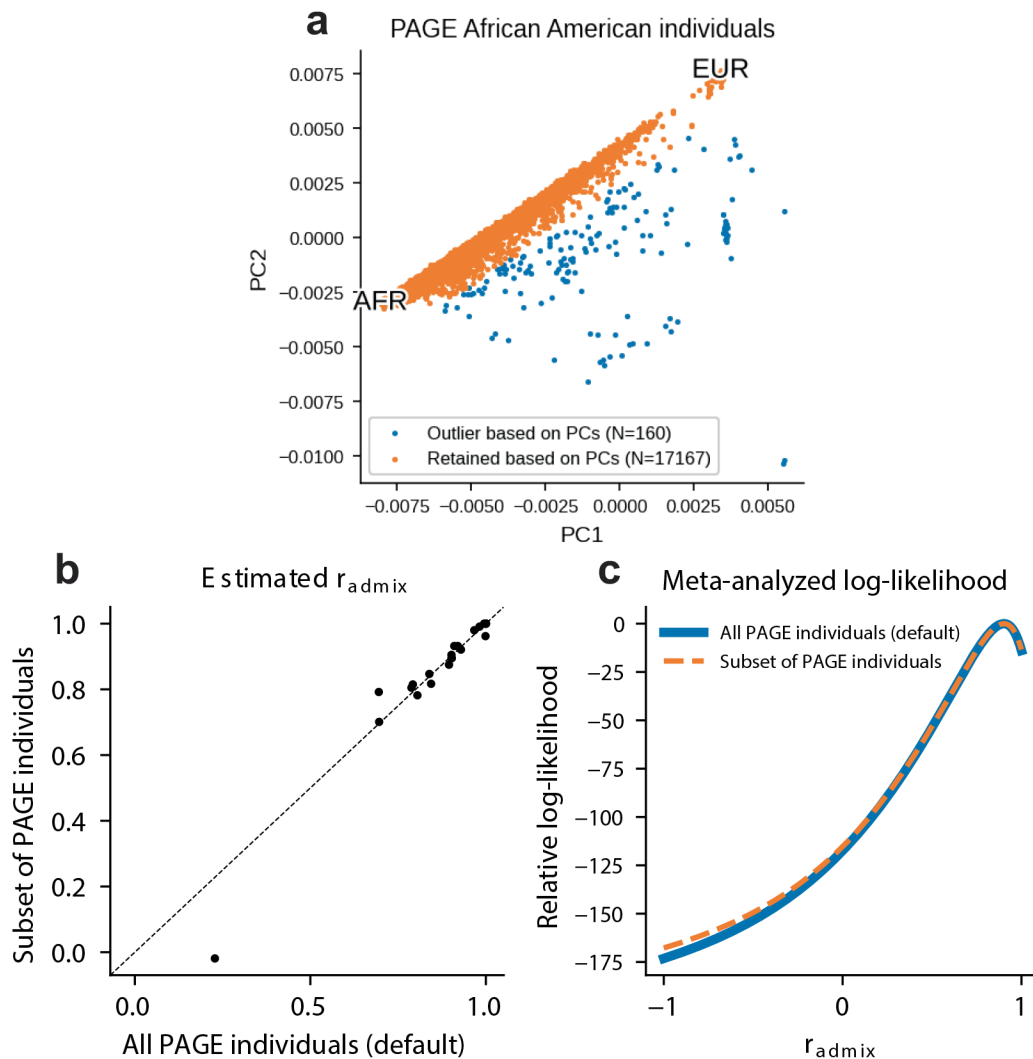 a
PAGE African American individuals
EUR
AFR
0.0075
0.0050
0.0025
0.0000
−0.0025
−0.0050
−0.0075
−0.0100
PC2
Outlier based on PCs (N=160)
Retained based on PCs (N=17167)
−0.0075 −0.0050 −0.0025 0.0000 0.0025 0.0050
PC1
b
Estimated r_admix
1.0
0.8
0.6
0.4
0.2
0.0
Subset of PAGE individuals
0.0 0.5 1.0
All PAGE individuals (default)
c
Meta-analyzed log-likelihood
All PAGE individuals (default)
Subset of PAGE individuals
0
−25
−50
−75
−100
−125
−150
−175
Relative log-likelihood
−1 0 1
r_admix